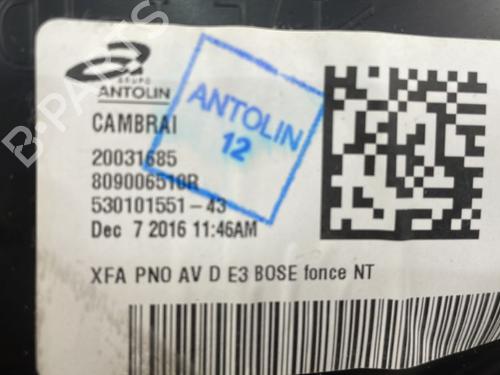 GRUPO
ANTOLIN
CAMBRAI
20031685
809006510R
530101551-43
Dec 7 2016 11:46AM
XFA PNO AV D E3 BOSE fonce NT
ANTOLIN
12
B-PARTS